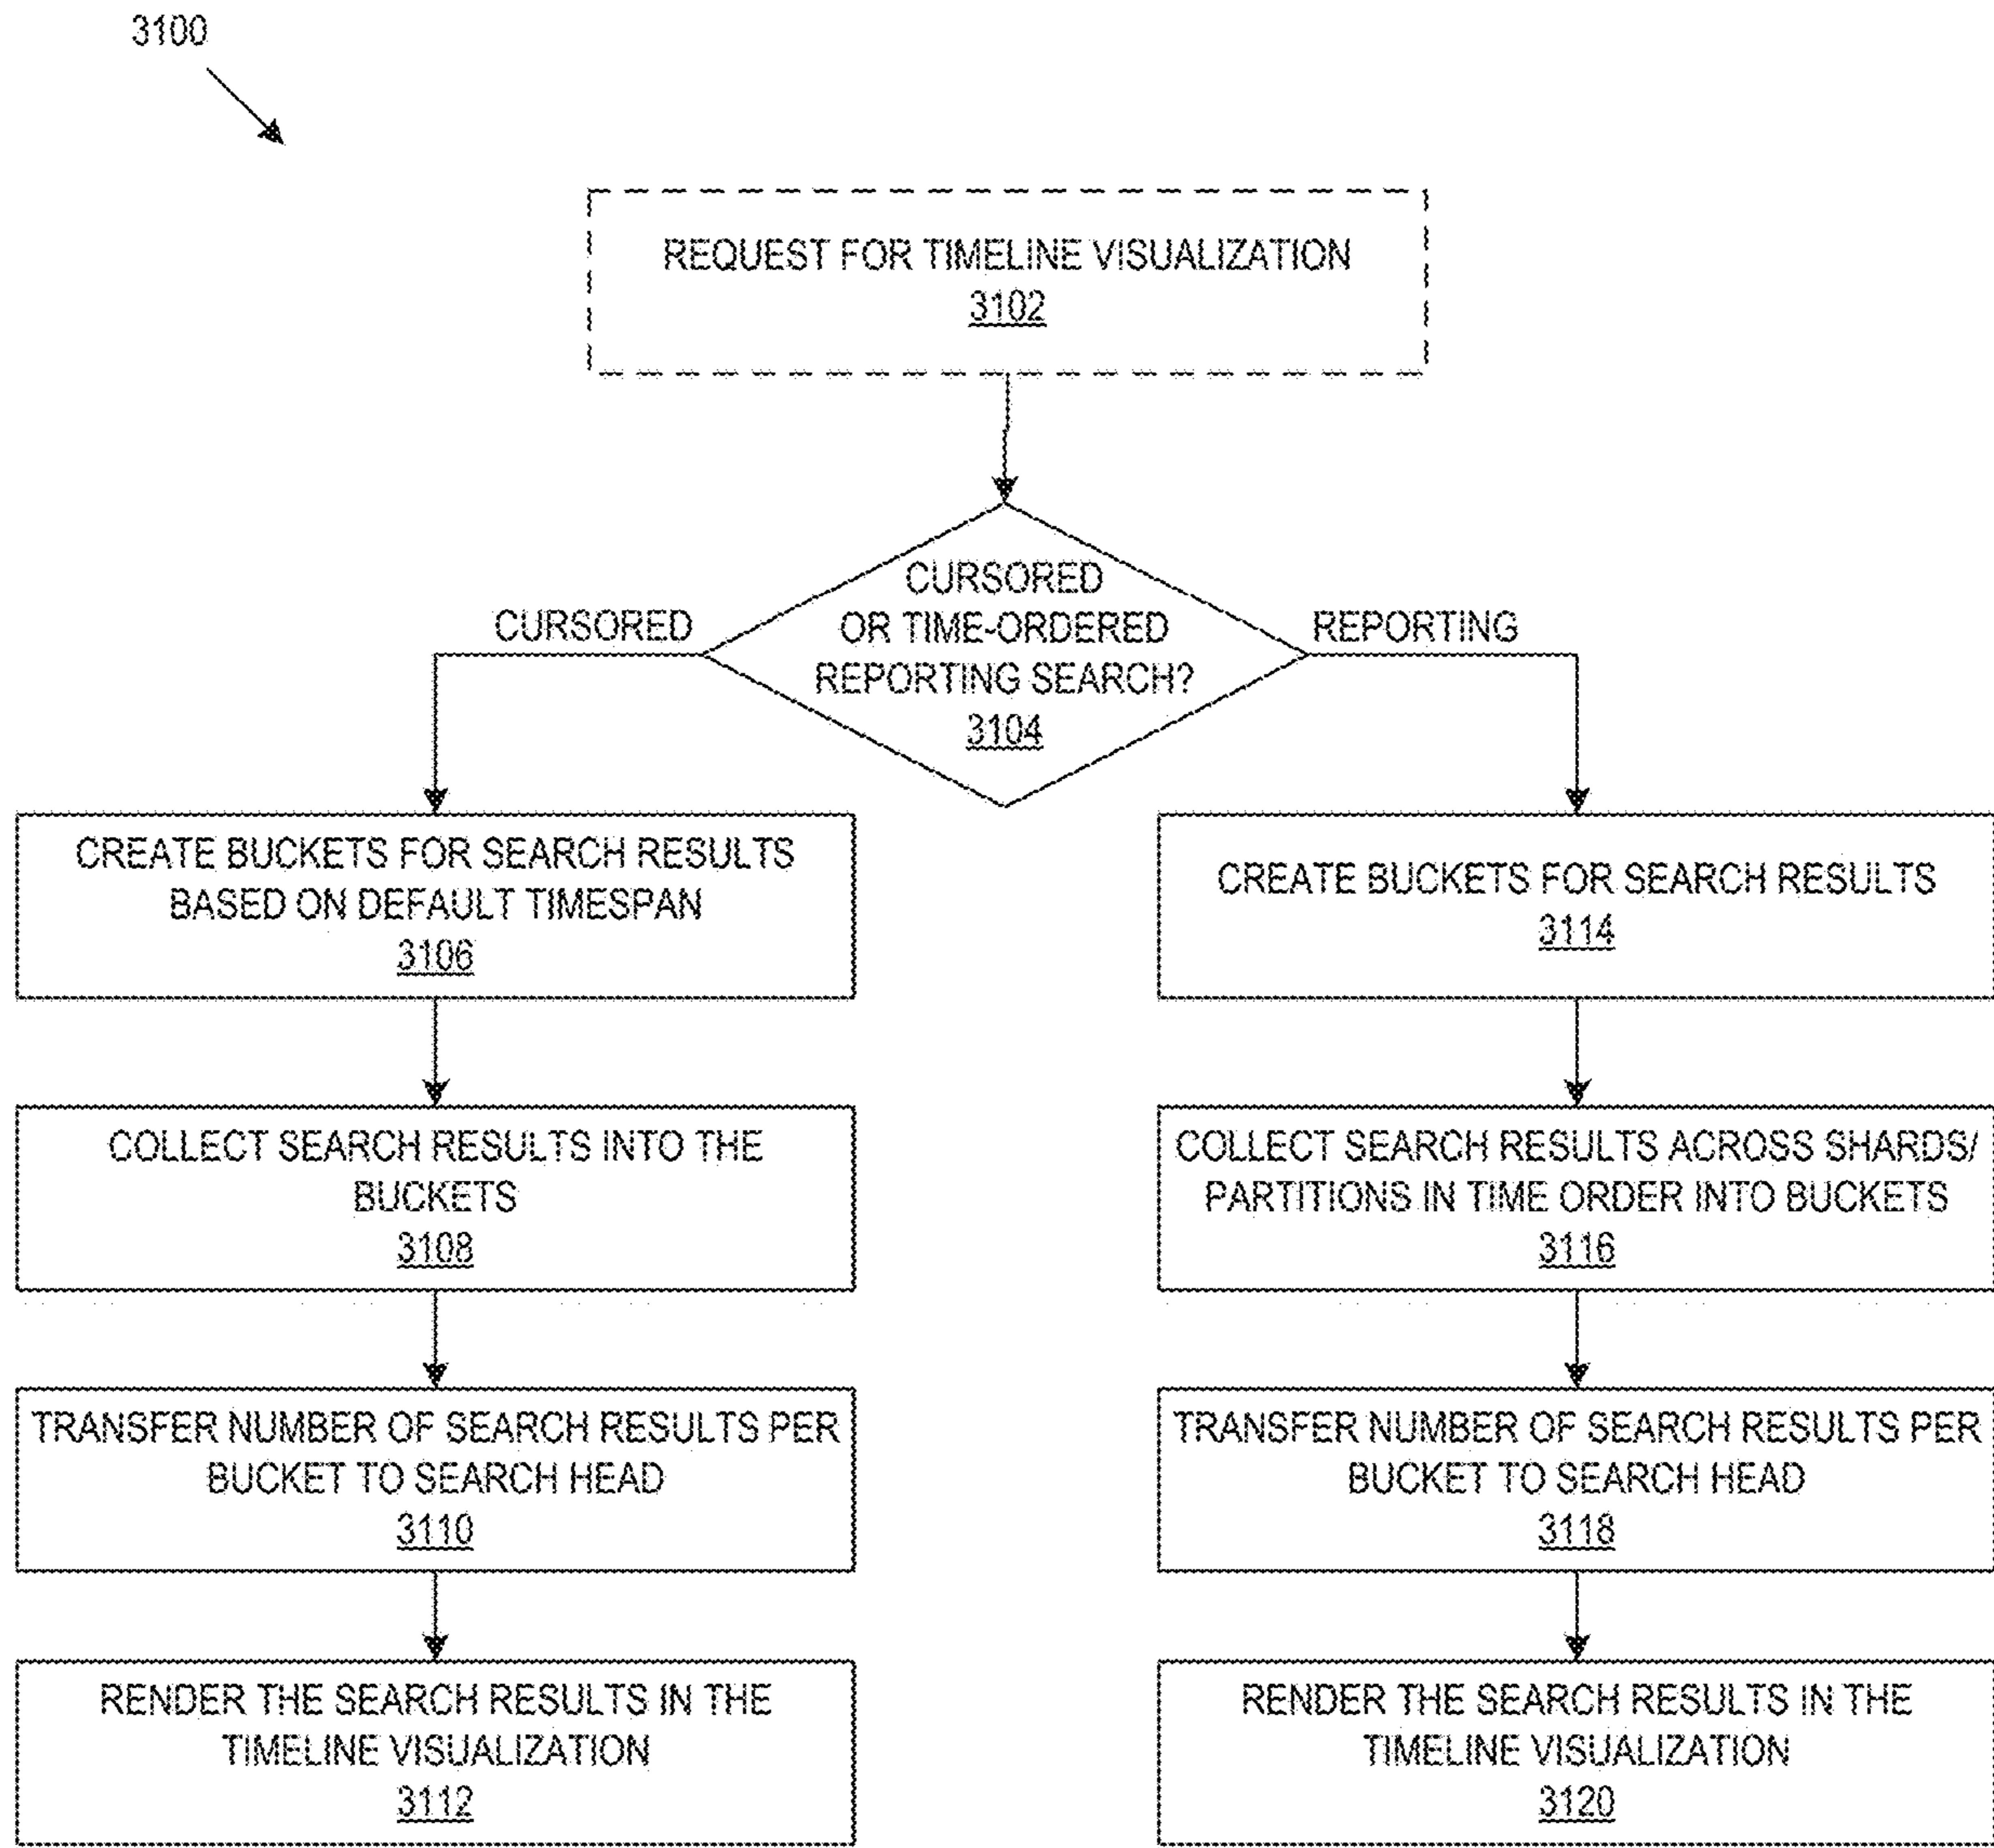 3100
REQUEST FOR TIMELINE VISUALIZATION
3102
CURSORED
OR TIME-ORDERED
REPORTING SEARCH?
3104
CURSORED
REPORTING
CREATE BUCKETS FOR SEARCH RESULTS
BASED ON DEFAULT TIMESPAN
3106
COLLECT SEARCH RESULTS INTO THE
BUCKETS
3108
TRANSFER NUMBER OF SEARCH RESULTS PER
BUCKET TO SEARCH HEAD
3110
RENDER THE SEARCH RESULTS IN THE
TIMELINE VISUALIZATION
3112
CREATE BUCKETS FOR SEARCH RESULTS
3114
COLLECT SEARCH RESULTS ACROSS SHARDS/
PARTITIONS IN TIME ORDER INTO BUCKETS
3116
TRANSFER NUMBER OF SEARCH RESULTS PER
BUCKET TO SEARCH HEAD
3118
RENDER THE SEARCH RESULTS IN THE
TIMELINE VISUALIZATION
3120